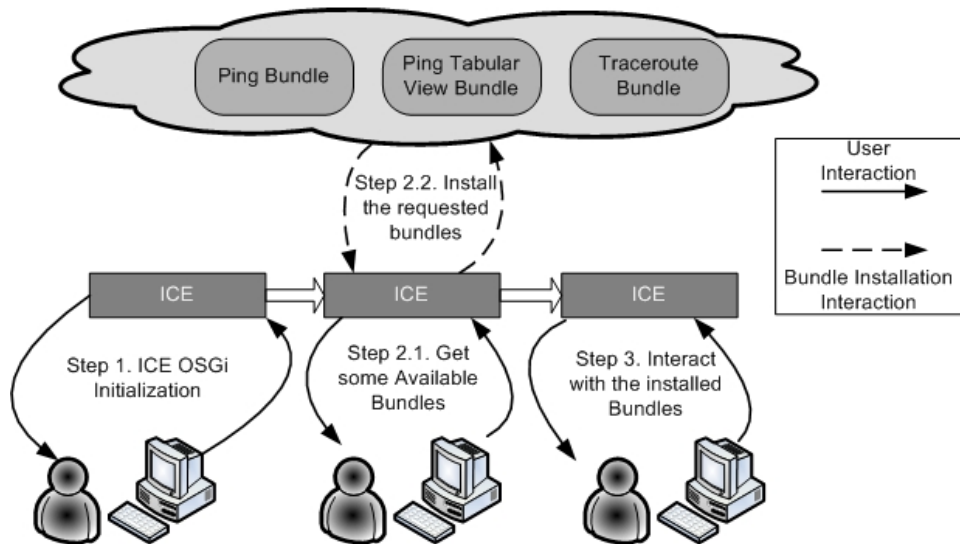 Ping Bundle
Ping Tabular
View Bundle
Traceroute
Bundle
User
Interaction
Bundle Installation
Interaction
Step 2.2. Install
the requested
bundles
ICE
ICE
ICE
Step 1. ICE OSGi
Initialization
Step 2.1. Get
some Available
Bundles
Step 3. Interact
with the installed
Bundles